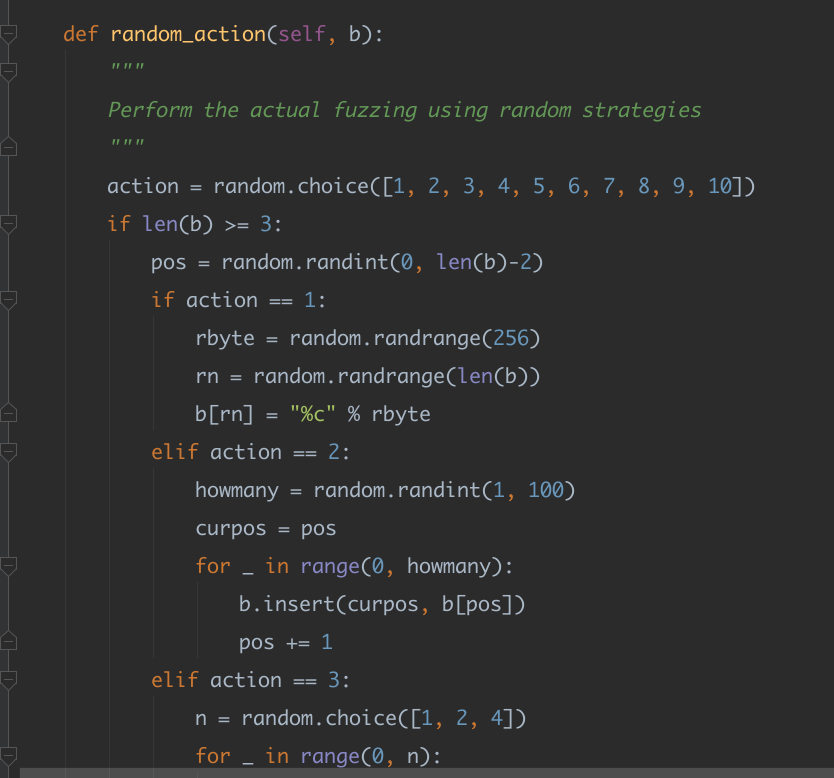 def random_action(self, b):
"""
Perform the actual fuzzing using random strategies
"""
action = random.choice([1, 2, 3, 4, 5, 6, 7, 8, 9, 10])
if len(b) >= 3:
pos = random.randint(0, len(b)-2)
if action == 1:
rbyte = random.randrange(256)
rn = random.randrange(len(b))
b[rn] = "%c" % rbyte
elif action == 2:
howmany = random.randint(1, 100)
curpos = pos
for _ in range(0, howmany):
b.insert(curpos, b[pos])
pos += 1
elif action == 3:
n = random.choice([1, 2, 4])
for _ in range(0, n):